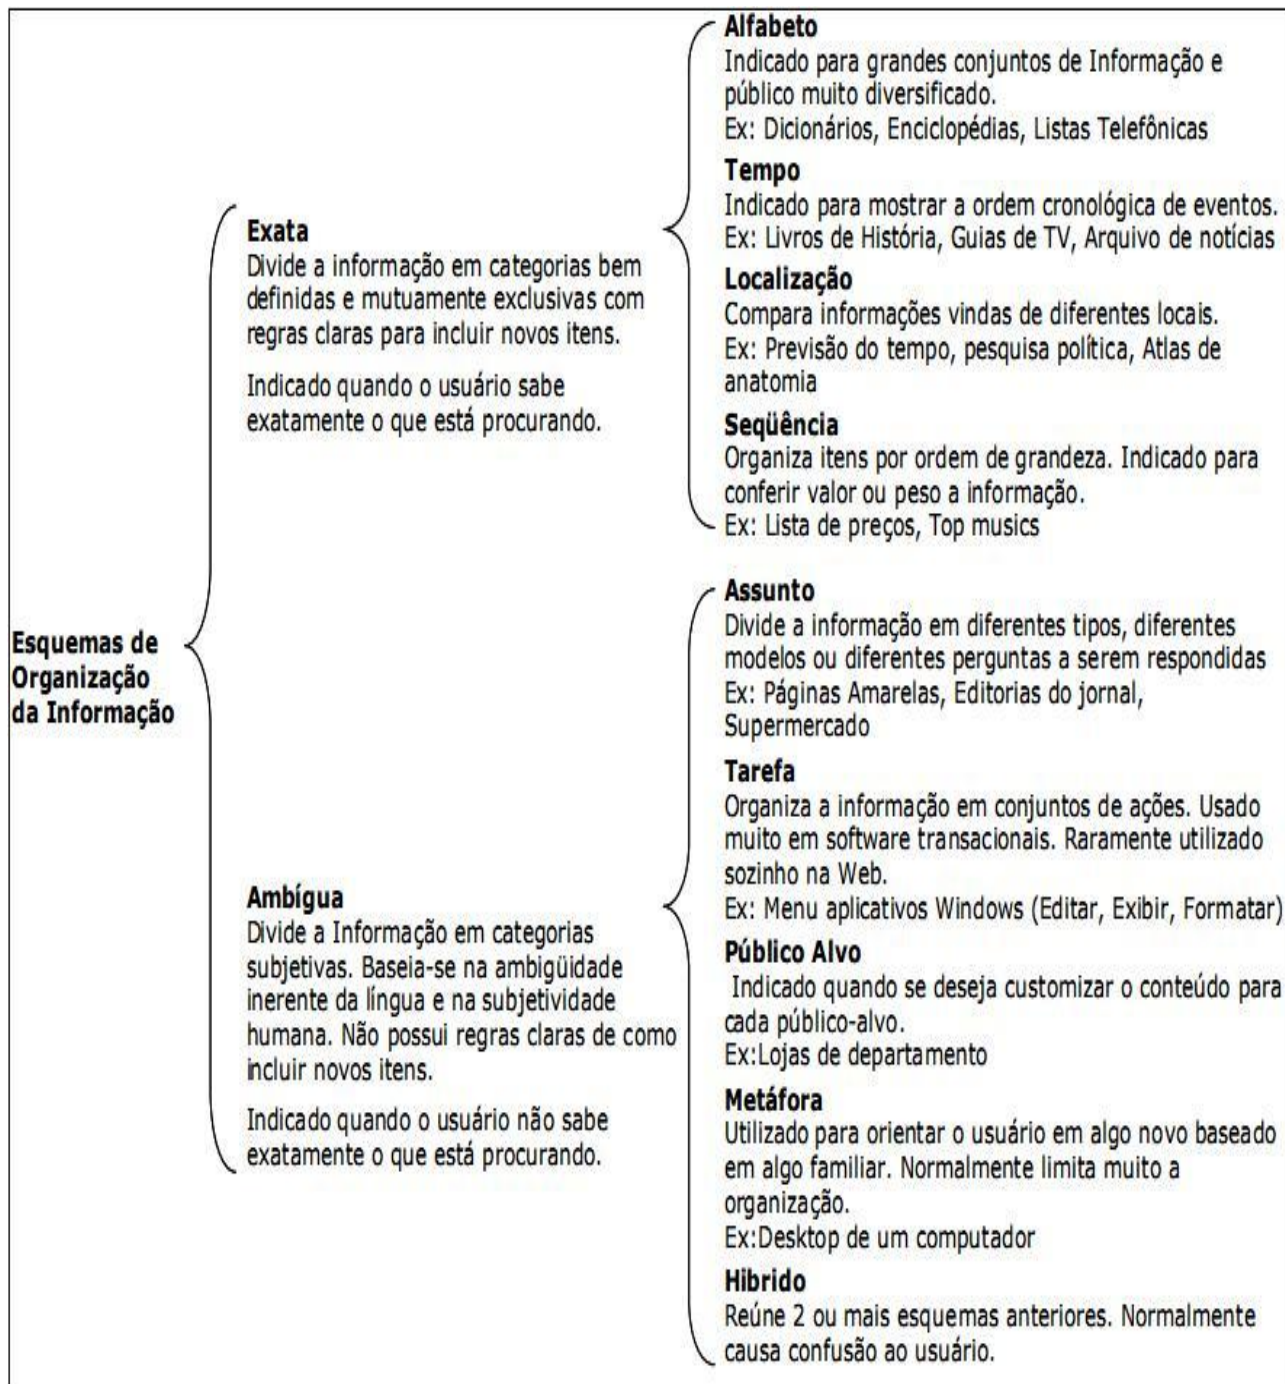 Esquemas de
Organização
da Informação
Exata
Divide a informação em categorias bem
definidas e mutuamente exclusivas com
regras claras para incluir novos itens.
Indicado quando o usuário sabe
exatamente o que está procurando.
Alfabeto
Indicado para grandes conjuntos de Informação e
público muito diversificado.
Ex: Dicionários, Enciclopédias, Listas Telefônicas
Tempo
Indicado para mostrar a ordem cronológica de eventos.
Ex: Livros de História, Guias de TV, Arquivo de notícias
Localização
Compara informações vindas de diferentes locais.
Ex: Previsão do tempo, pesquisa política, Atlas de
anatomia
Seqüência
Organiza itens por ordem de grandeza. Indicado para
conferir valor ou peso a informação.
Ex: Lista de preços, Top musics
Ambígua
Divide a Informação em categorias
subjetivas. Baseia-se na ambigüidade
inerente da língua e na subjetividade
humana. Não possui regras claras de como
incluir novos itens.
Indicado quando o usuário não sabe
exatamente o que está procurando.
Assunto
Divide a informação em diferentes tipos, diferentes
modelos ou diferentes perguntas a serem respondidas
Ex: Páginas Amarelas, Editorias do jornal,
Supermercado
Tarefa
Organiza a informação em conjuntos de ações. Usado
muito em software transacionais. Raramente utilizado
sozinho na Web.
Ex: Menu aplicativos Windows (Editar, Exibir, Formatar)
Público Alvo
Indicado quando se deseja customizar o conteúdo para
cada público-alvo.
Ex:Lojas de departamento
Metáfora
Utilizado para orientar o usuário em algo novo baseado
em algo familiar. Normalmente limita muito a
organização.
Ex:Desktop de um computador
Hibrido
Reúne 2 ou mais esquemas anteriores. Normalmente
causa confusão ao usuário.